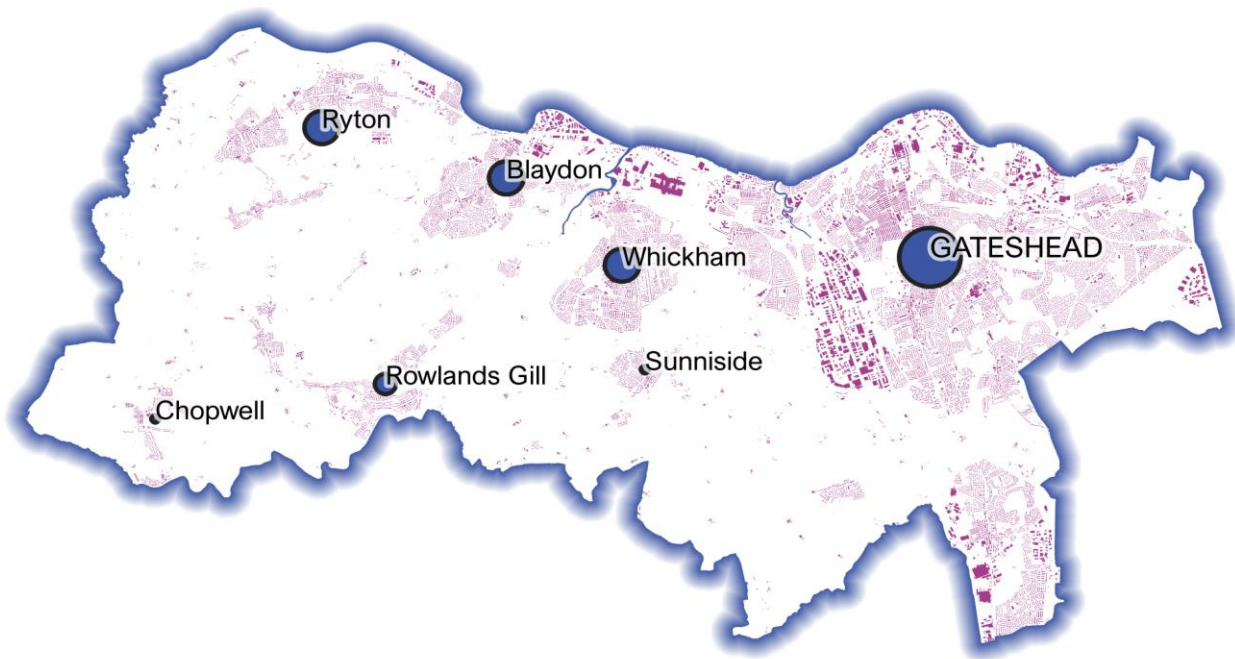 Ryton
Blaydon
Whickham
GATESHEAD
Sunniside
Rowlands Gill
Chopwell